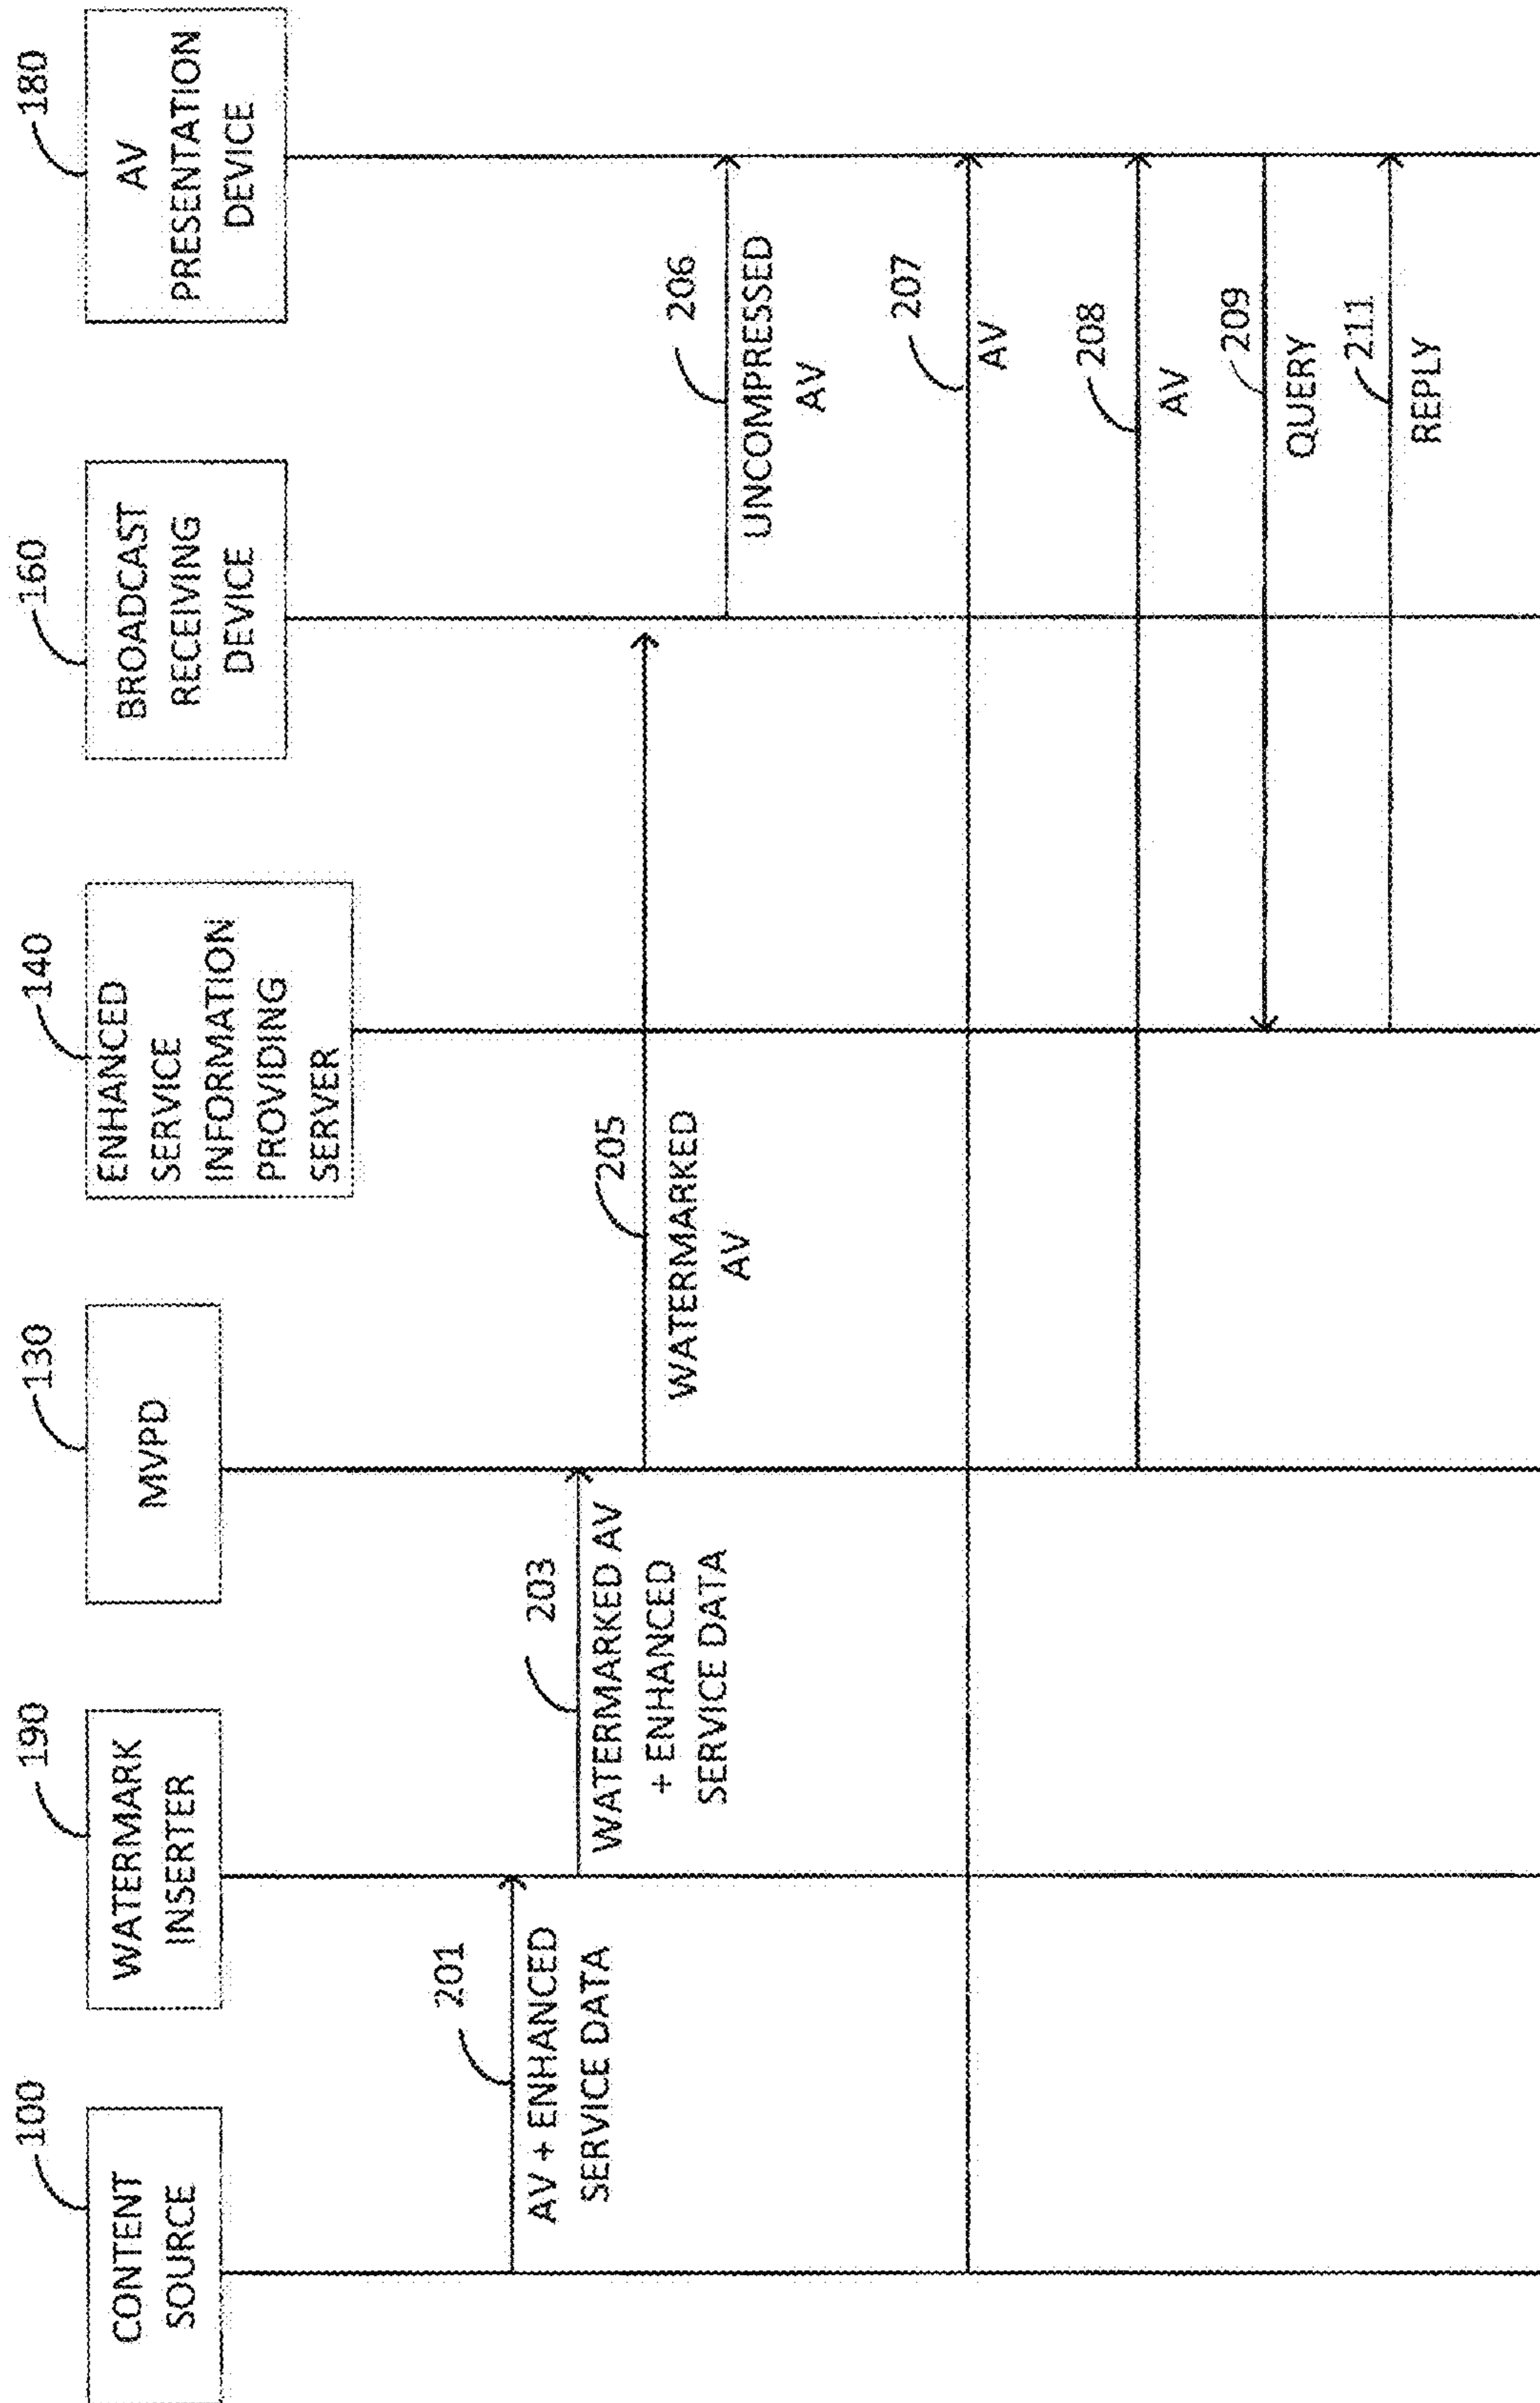 100
CONTENT
SOURCE
190
WATERMARK
INSERTER
130
MVPD
140
ENHANCED
SERVICE
INFORMATION
PROVIDING
SERVER
160
BROADCAST
RECEIVING
DEVICE
180
AV
PRESENTATION
DEVICE
201
AV + ENHANCED
SERVICE DATA
203
WATERMARKED AV
+ ENHANCED
SERVICE DATA
205
WATERMARKED
AV
206
UNCOMPRESSED
AV
207
AV
208
AV
209
QUERY
211
REPLY